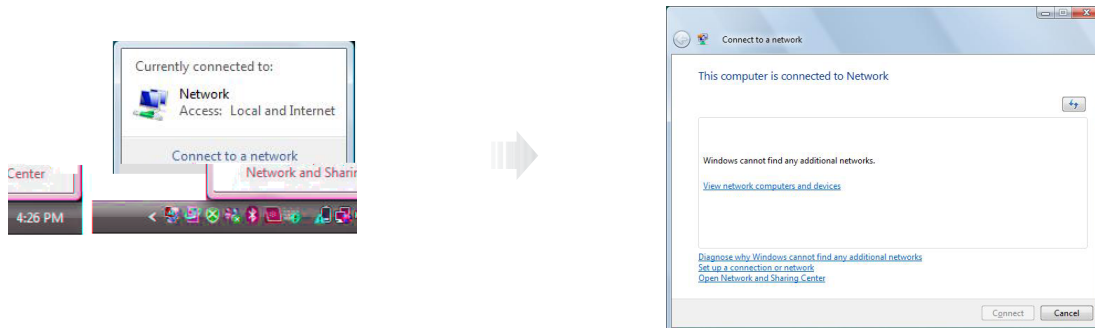 Currently connected to:
Network
Access: Local and Internet
Connect to a network
Center
Network and Sharin
4:26 PM
Connect to a network
This computer is connected to Network
Windows cannot find any additional networks.
View network computers and devices
Diagnose why Windows cannot find any additional networks
Set up a connection or network
Open Network and Sharing Center
Connect
Cancel